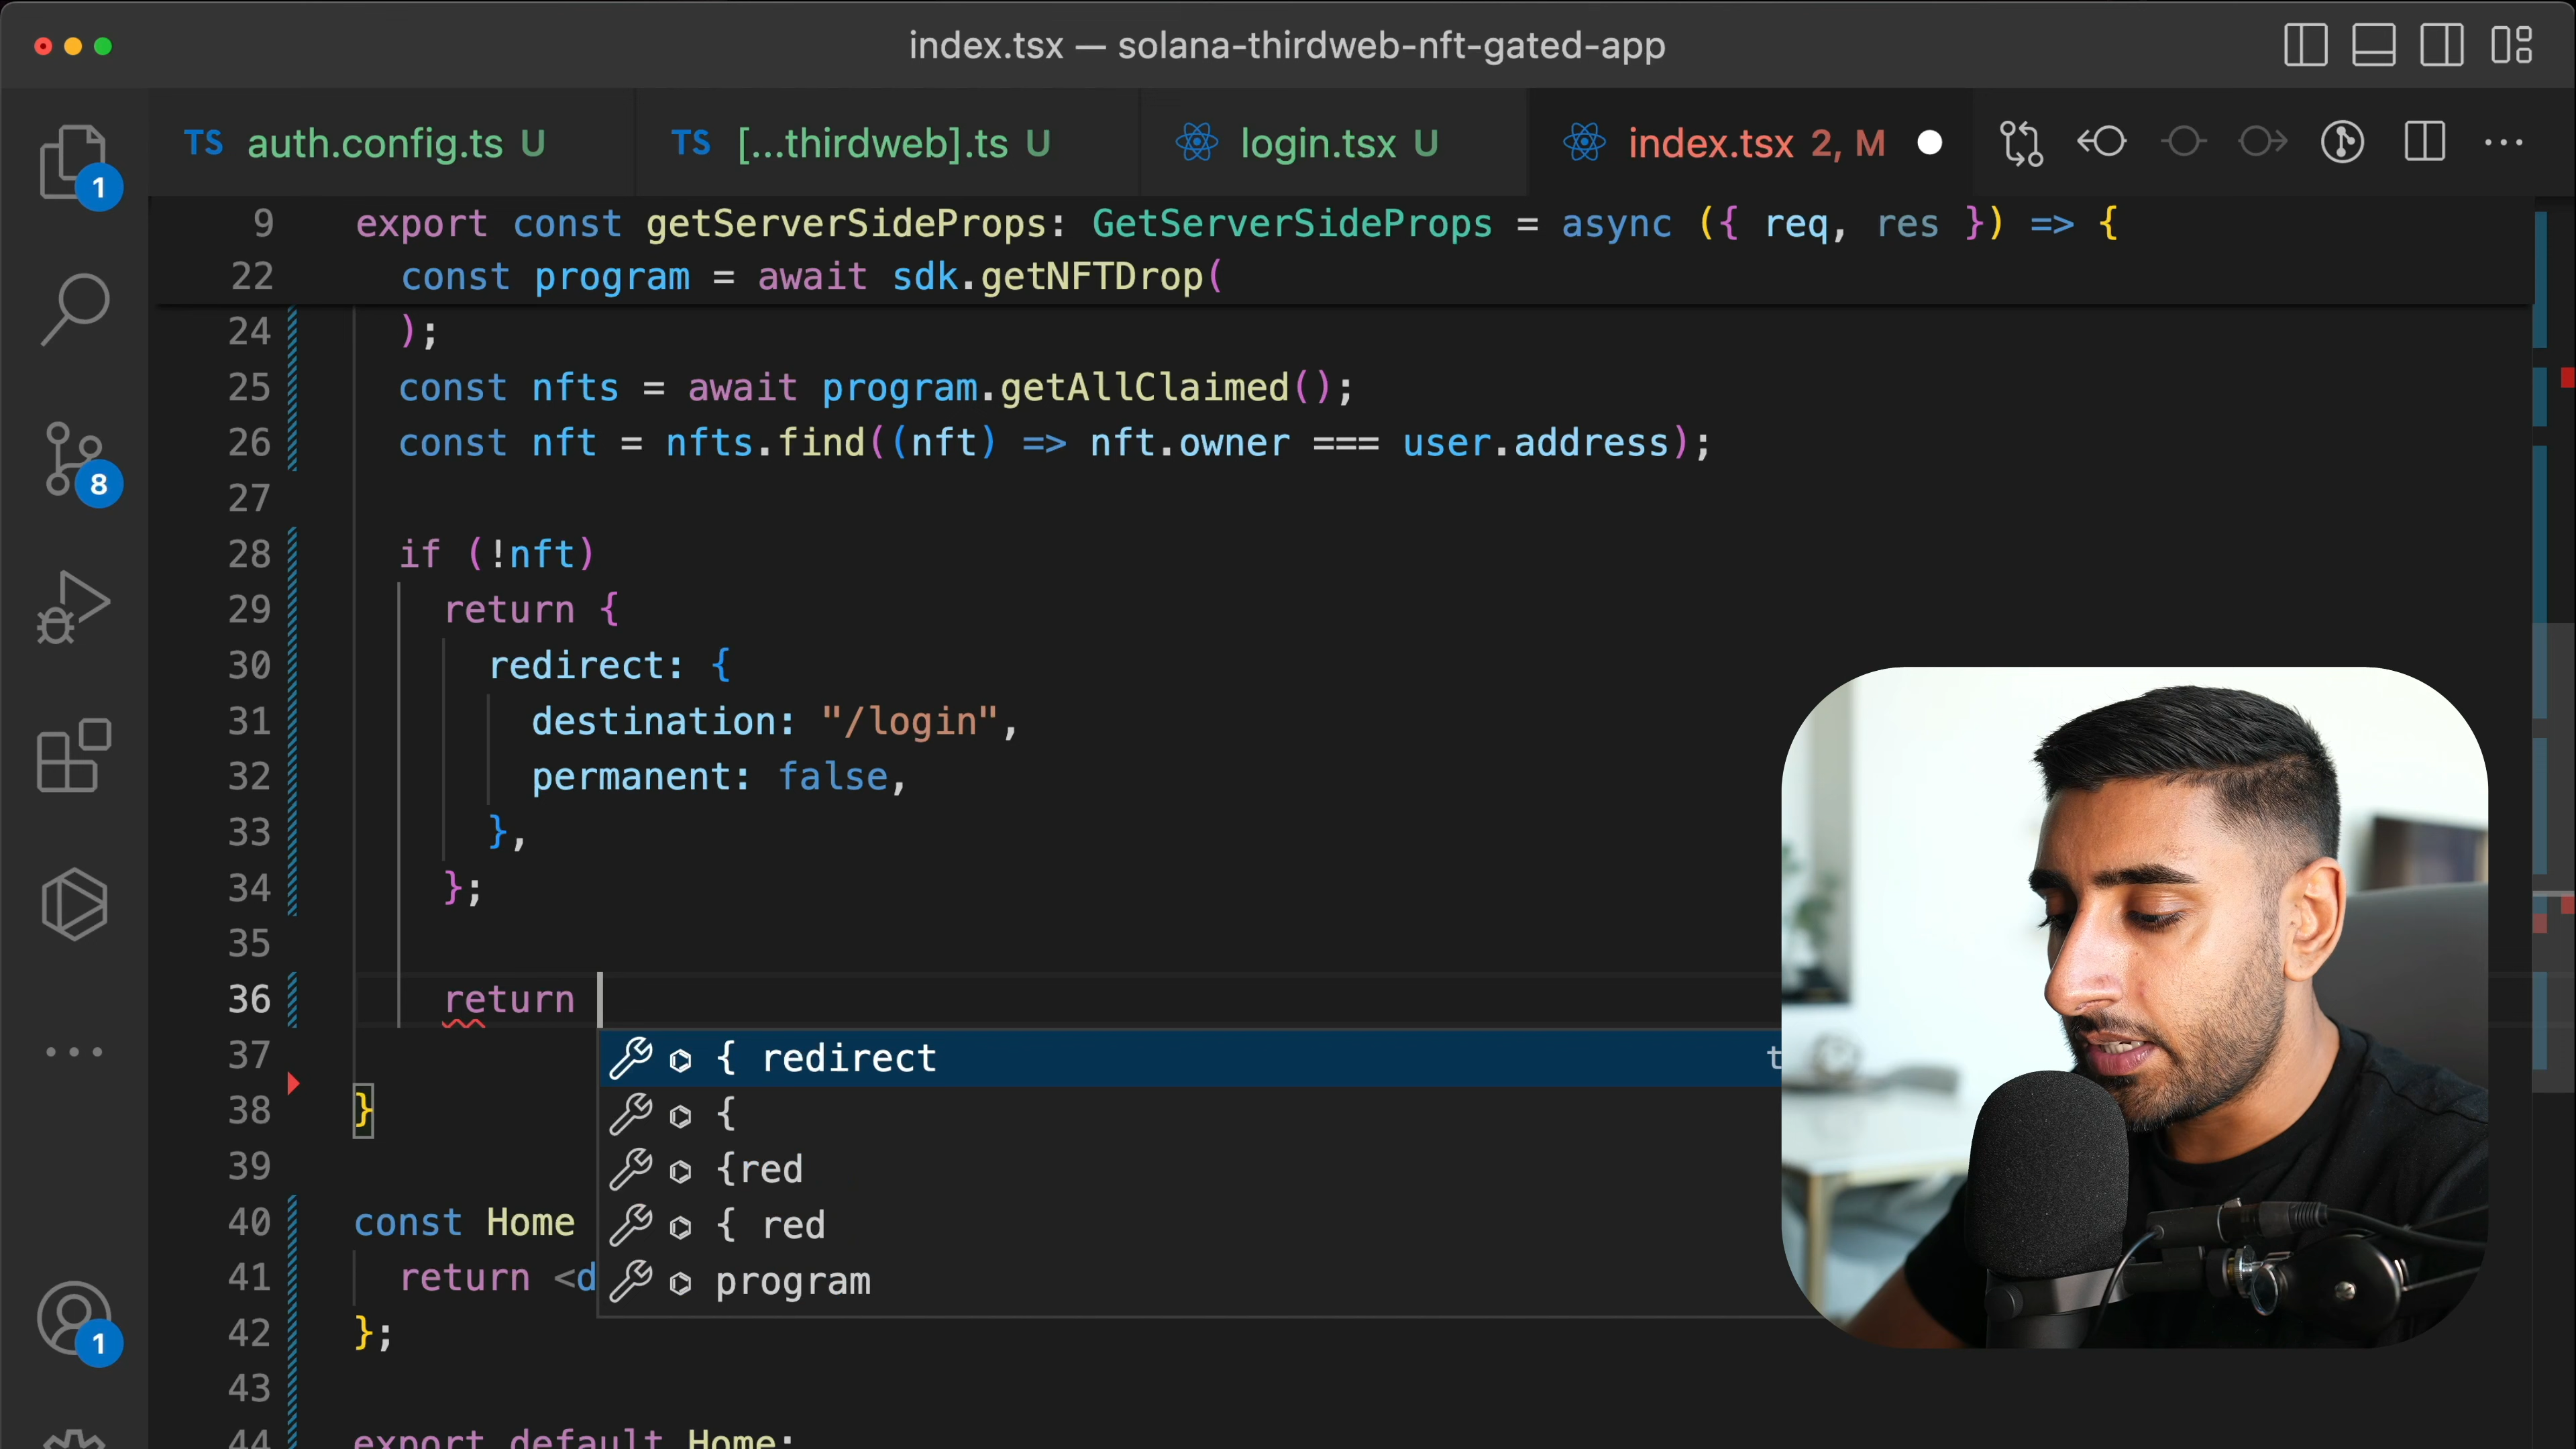 index.tsx — solana-thirdweb-nft-gated-app
TS auth.config.ts U
TS [...thirdweb].ts U
login.tsx U
index.tsx 2, M
9 export const getServerSideProps: GetServerSideProps = async ({ req, res }) => {
22 const program = await sdk.getNFTDrop(
24 );
25 const nfts = await program.getAllClaimed();
26 const nft = nfts.find((nft) => nft.owner === user.address);
27
28 if (!nft)
29 return {
30 redirect: {
31 destination: "/login",
32 permanent: false,
33 },
34 };
35
36 return
37
38 }
39
40 const Home
41 return <d
42 };
43
44 export default Home;
{ redirect
{
{red
{ red
program
t
1
8
1